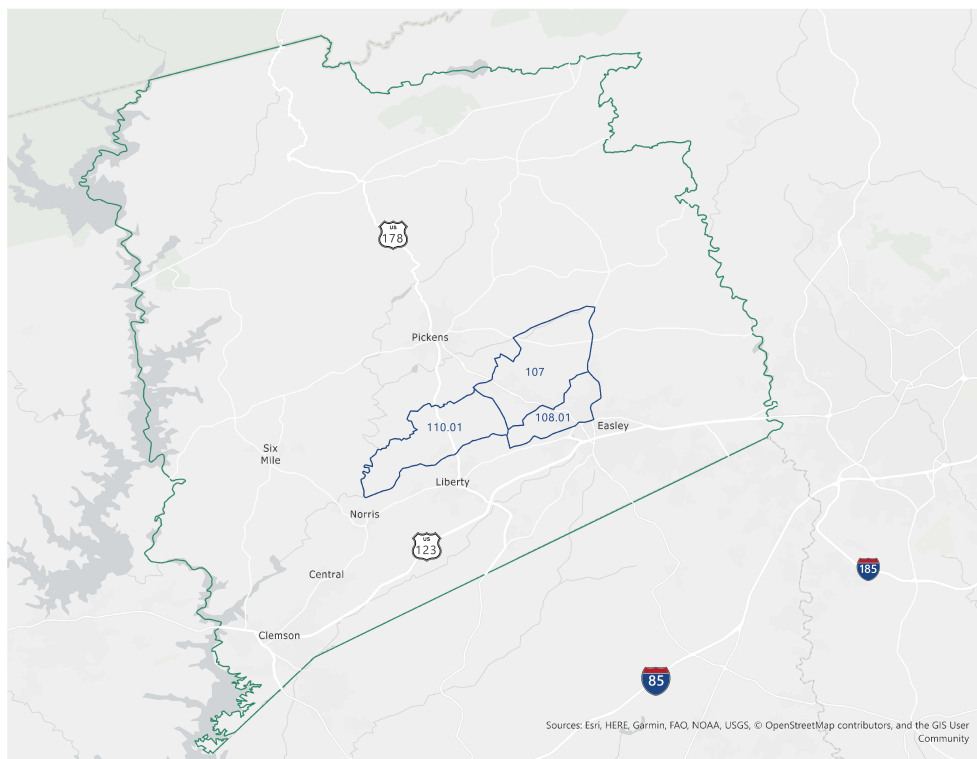 US
178
Pickens
107
108.01
Easley
110.01
Six
Mile
Liberty
Norris
US
123
185
Central
Clemson
85
Sources: Esri, HERE, Garmin, FAO, NOAA, USGS, © OpenStreetMap contributors, and the GIS User
Community